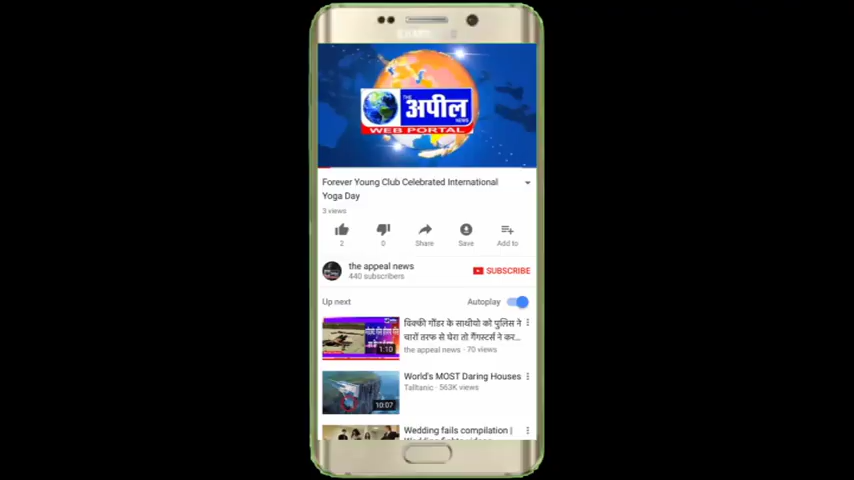 SAMSUNG
THE
अपील
NEWS
WEB PORTAL
Forever Young Club Celebrated International
Yoga Day
3 views
2
0
Share
Save
Add to
the appeal news
440 subscribers
SUBSCRIBE
Up next
Autoplay
विक्की गौंडर के साथीयो को पुलिस ने
चारों तरफ से घेरा तो गैंगस्टर्स ने कर...
the appeal news · 70 views
1:10
World's MOST Daring Houses
Talltanic · 563K views
10:07
Wedding fails compilation |